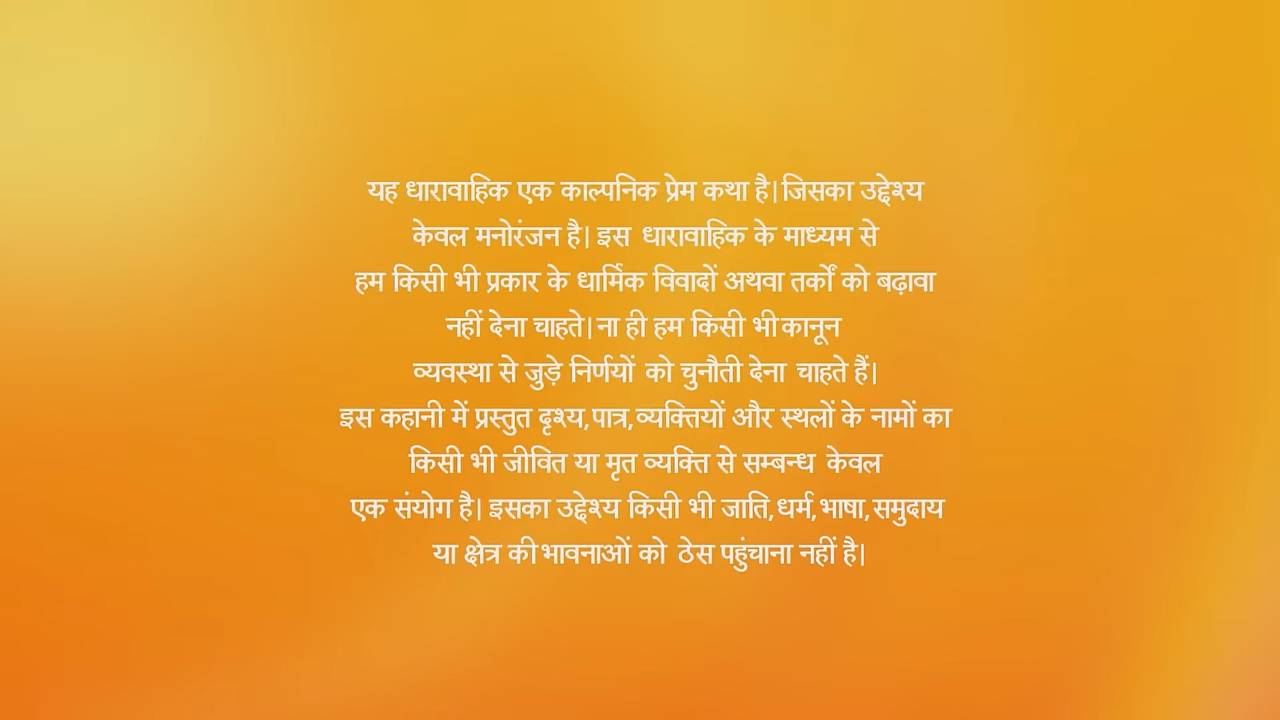 यह धारावाहिक एक काल्पनिक प्रेम कथा है| जिसका उद्देश्य
केवल मनोरंजन है| इस धारावाहिक के माध्यम से
हम किसी भी प्रकार के धार्मिक विवादों अथवा तर्कों को बढ़ावा
नहीं देना चाहते| ना ही हम किसी भी कानून
व्यवस्था से जुड़े निर्णयों को चुनौती देना चाहते हैं|
इस कहानी में प्रस्तुत दृश्य,पात्र,व्यक्तियों और स्थलों के नामों का
किसी भी जीवित या मृत व्यक्ति से सम्बन्ध केवल
एक संयोग है| इसका उद्देश्य किसी भी जाति,धर्म,भाषा,समुदाय
या क्षेत्र की भावनाओं को ठेस पहुंचाना नहीं है|